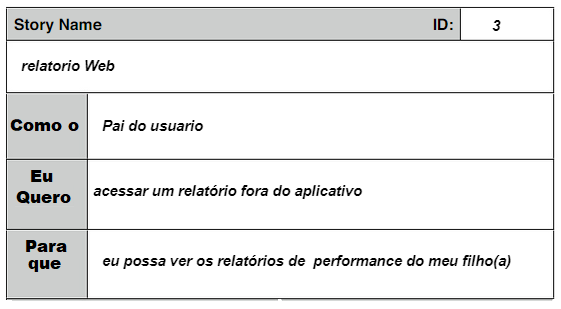 Story Name ID: 3
relatorio Web
Como o Pai do usuario
Eu
Quero acessar um relatório fora do aplicativo
Para
que eu possa ver os relatórios de performance do meu filho(a)